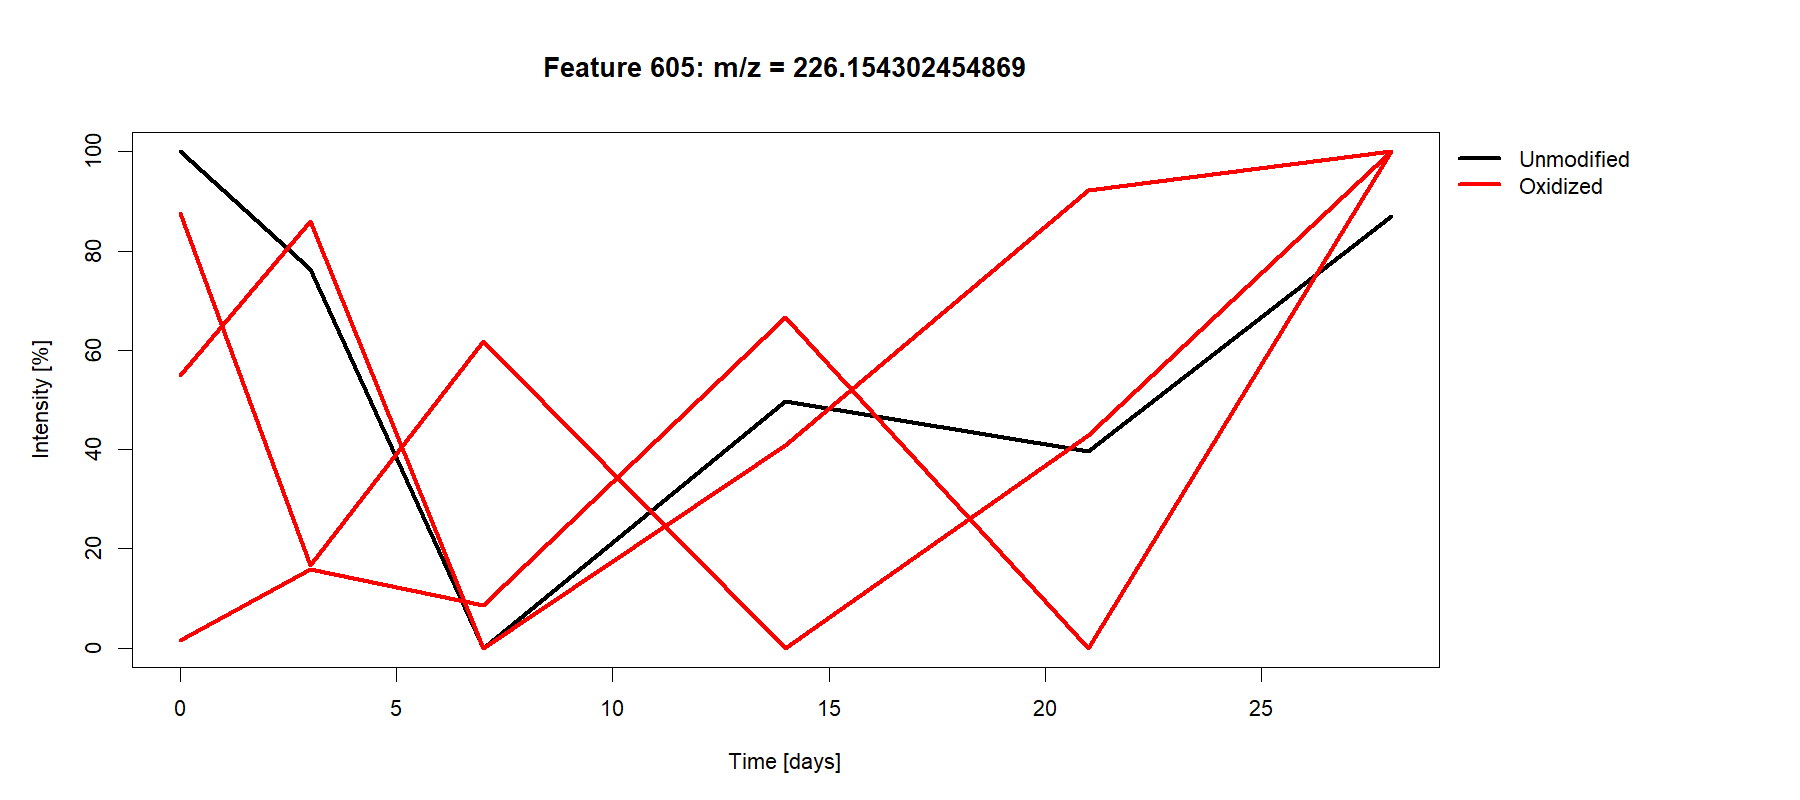 Feature 605: m/z = 226.154302454869
Unmodified
Oxidized
Intensity [%]
100
80
60
40
20
0
0 5 10 15 20 25
Time [days]